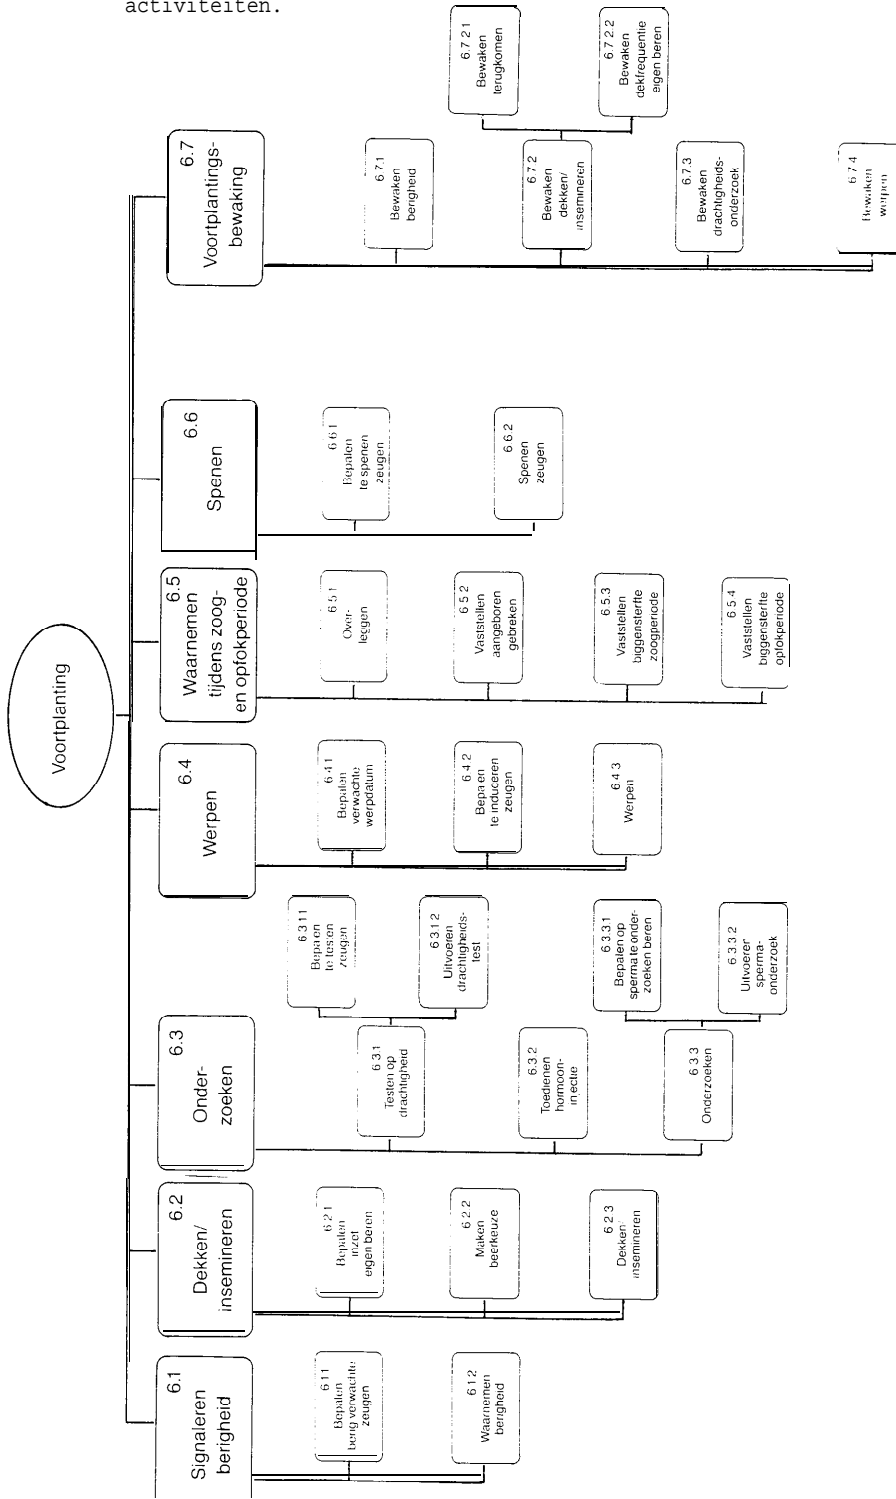 activiteiten.
Voortplanting
6.1
Signaleren
berigheid
6.1.1
Bepalen
berig verwachte
zeugen
6.1.2
Waarnemen
berigheid
6.2
Dekken/
insemineren
6.2.1
Bepalen
inzet
eigen beren
6.2.2
Maken
beerkeuze
6.2.3
Dekken/
insemineren
6.3
Onder-
zoeken
6.3.1
Testen op
drachtigheid
6.3.1.1
Bepalen
te testen
zeugen
6.3.1.2
Uitvoeren
drachtigheids-
test
6.3.2
Toedienen
hormoon-
injectie
6.3.3
Onderzoeken
6.3.3.1
Bepalen op
sperma te onder-
zoeken beren
6.3.3.2
Uitvoeren
sperma-
onderzoek
6.4
Werpen
6.4.1
Bepalen
verwachte
werpdatum
6.4.2
Bepalen
te induceren
zeugen
6.4.3
Werpen
6.5
Waarnemen
tijdens zoog-
en opfokperiode
6.5.1
Over-
leggen
6.5.2
Vaststellen
aangeboren
gebreken
6.5.3
Vaststellen
biggensterfte
zoogperiode
6.5.4
Vaststellen
biggensterfte
opfokperiode
6.6
Spenen
6.6.1
Bepalen
te spenen
zeugen
6.6.2
Spenen
zeugen
6.7
Voortplantings-
bewaking
6.7.1
Bewaken
berigheid
6.7.2
Bewaken
dekken/
insemineren
6.7.2.1
Bewaken
terugkomen
6.7.2.2
Bewaken
dekfrequentie
eigen beren
6.7.3
Bewaken
drachtigheids-
onderzoek
6.7.4
Bewaken
werpen